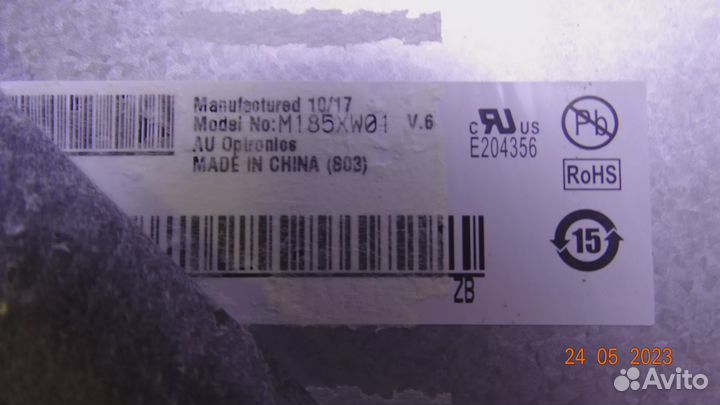 Manufactured 10/17
Model No:M185XW01 V.6
AU Optronics
MADE IN CHINA (S03)
c RU US
E204356
Pb
RoHS
15
ZB
24 05 2023
Avito